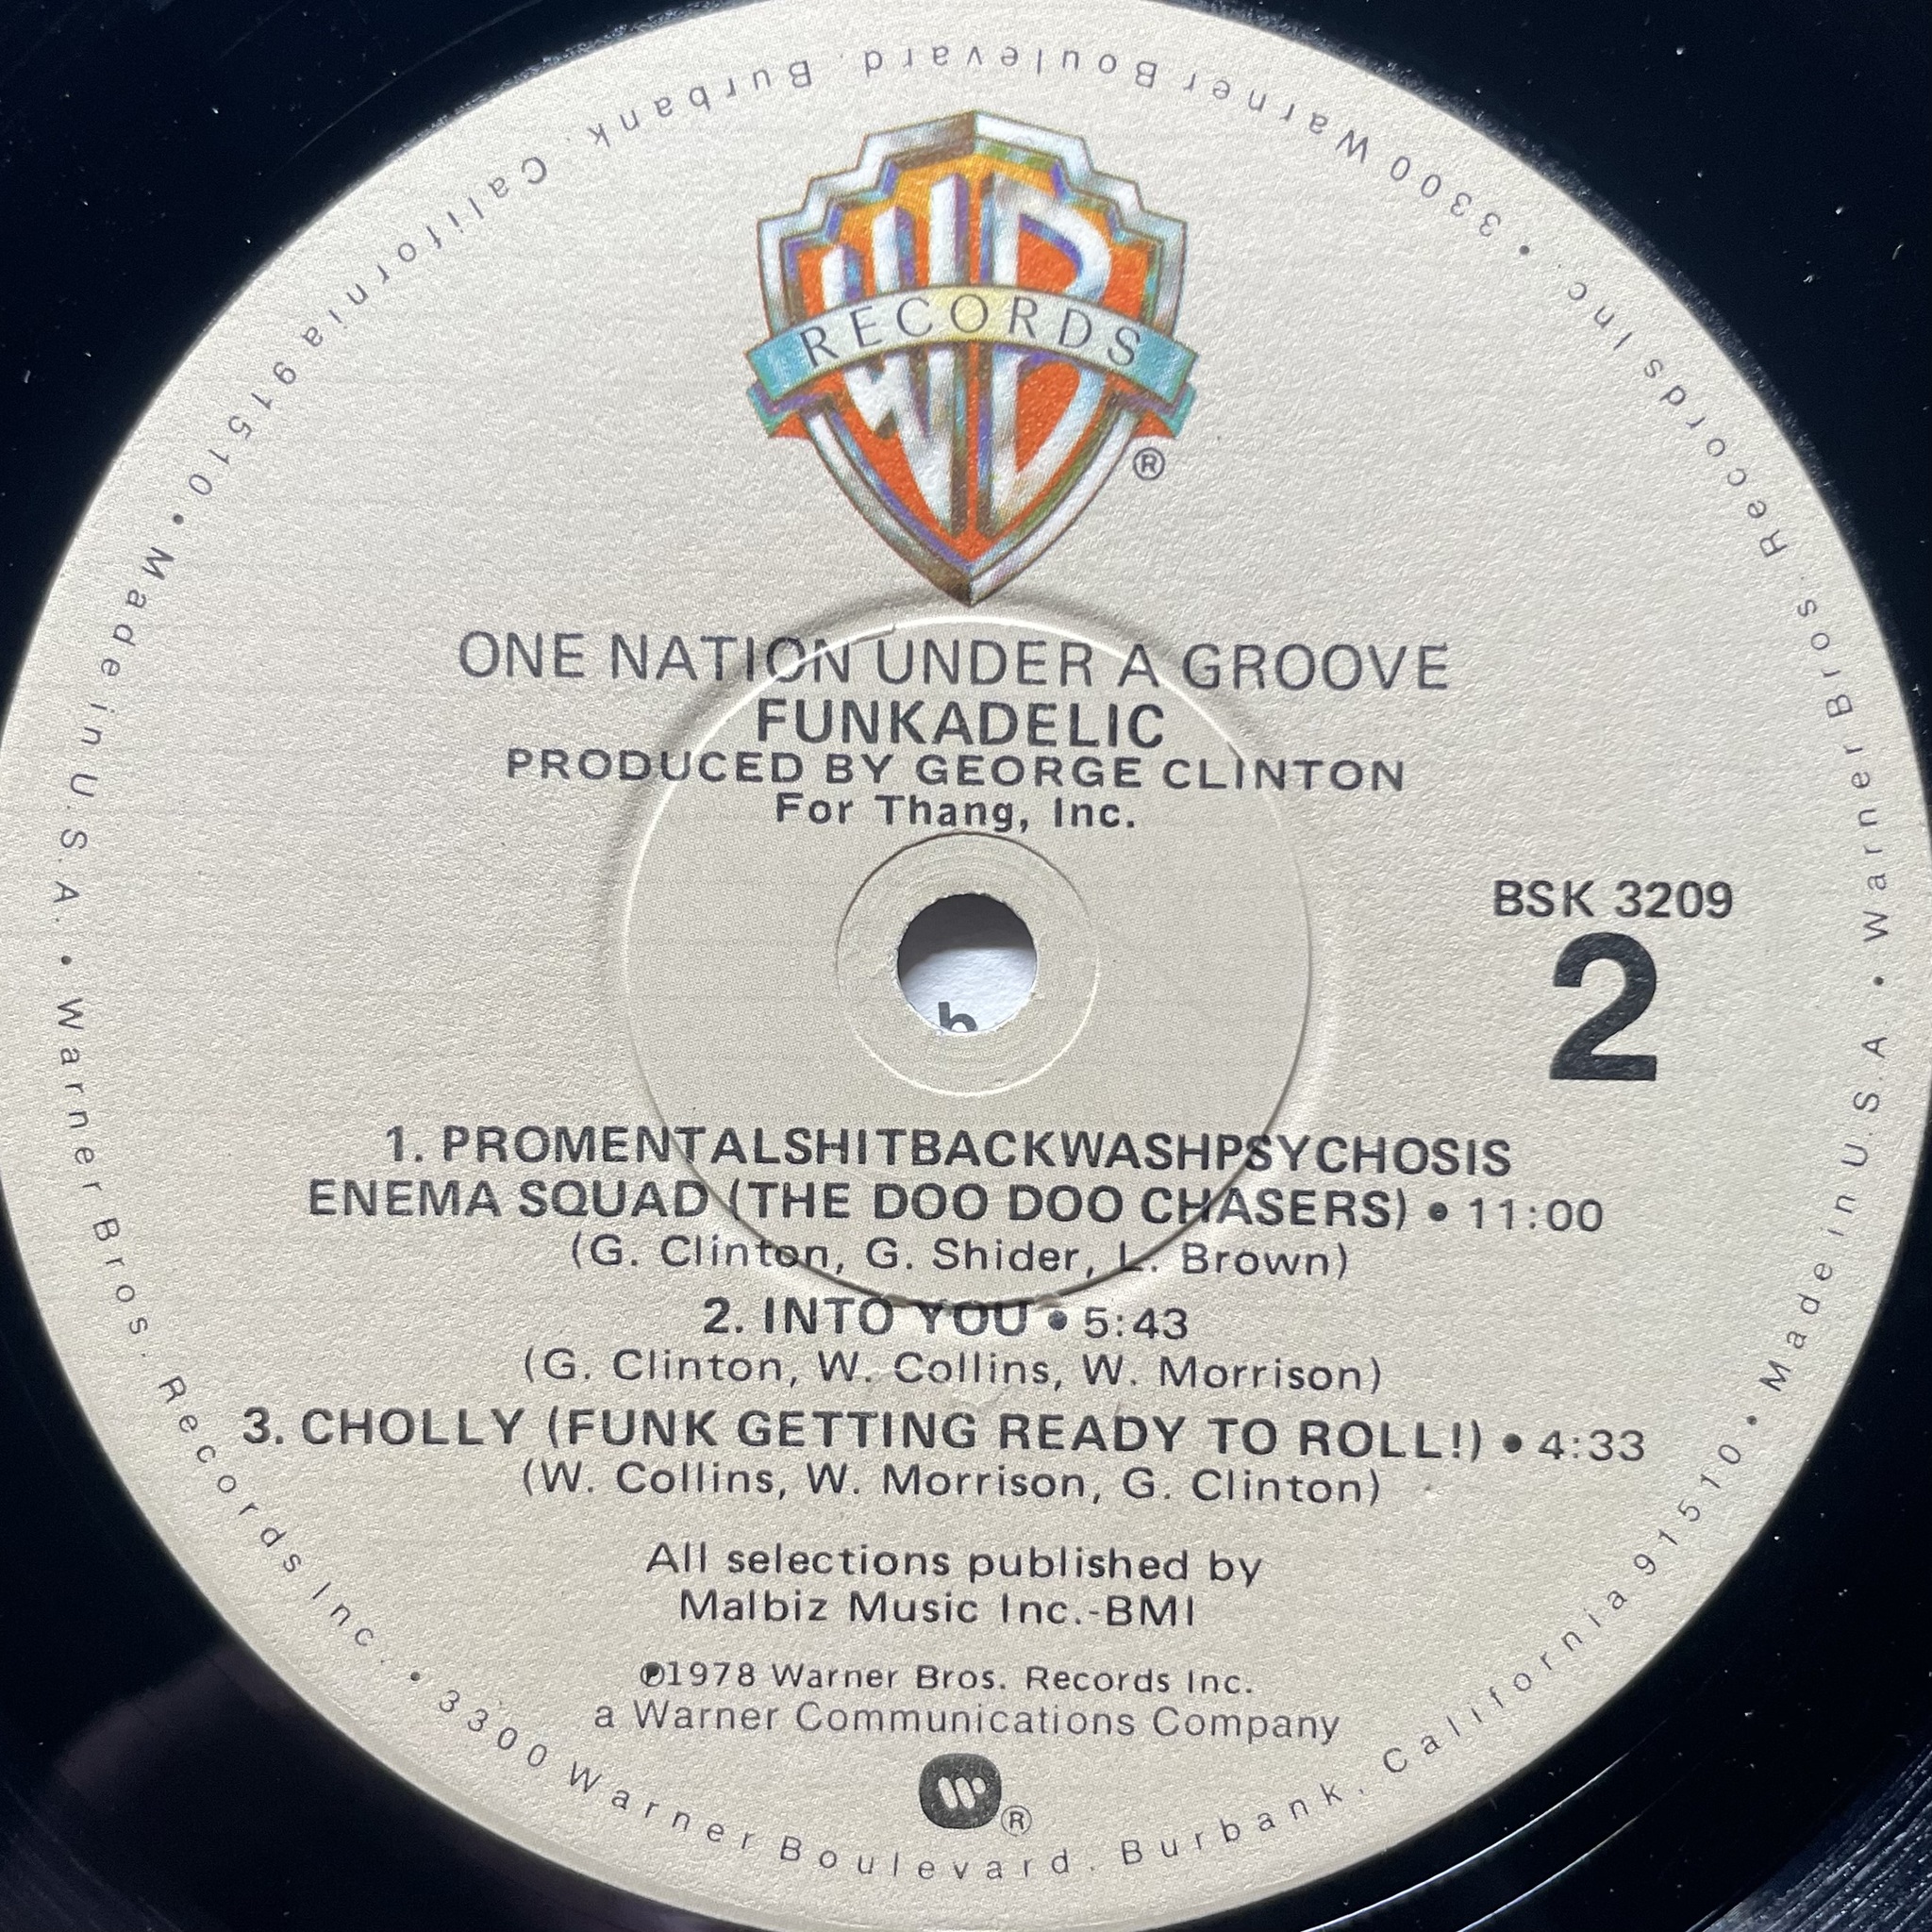 WB
RECORDS
®
ONE NATION UNDER A GROOVE
FUNKADELIC
PRODUCED BY GEORGE CLINTON
For Thang, Inc.
BSK 3209
2
b
1. PROMENTALSHITBACKWASHPSYCHOSIS
ENEMA SQUAD (THE DOO DOO CHASERS) • 11:00
(G. Clinton, G. Shider, L. Brown)
2. INTO YOU • 5:43
(G. Clinton, W. Collins, W. Morrison)
3. CHOLLY (FUNK GETTING READY TO ROLL!) • 4:33
(W. Collins, W. Morrison, G. Clinton)
All selections published by
Malbiz Music Inc.-BMI
℗1978 Warner Bros. Records Inc.
a Warner Communications Company
W ®
• Warner Bros. Records Inc. • 3300 Warner Boulevard. Burbank. California 91510 • Made in U.S.A. • Warner Bros. Records Inc. • 3300 Warner Boulevard. Burbank. California 91510 • Made in U.S.A.